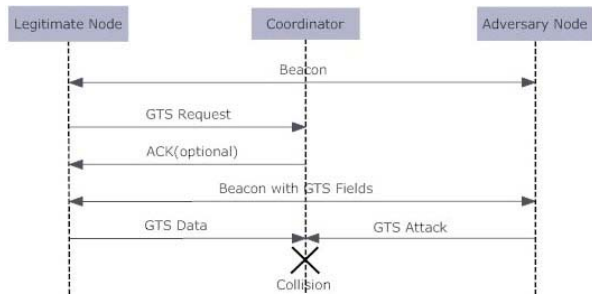 Legitimate Node
Coordinator
Adversary Node
Beacon
GTS Request
ACK(optional)
Beacon with GTS Fields
GTS Data
GTS Attack
Collision